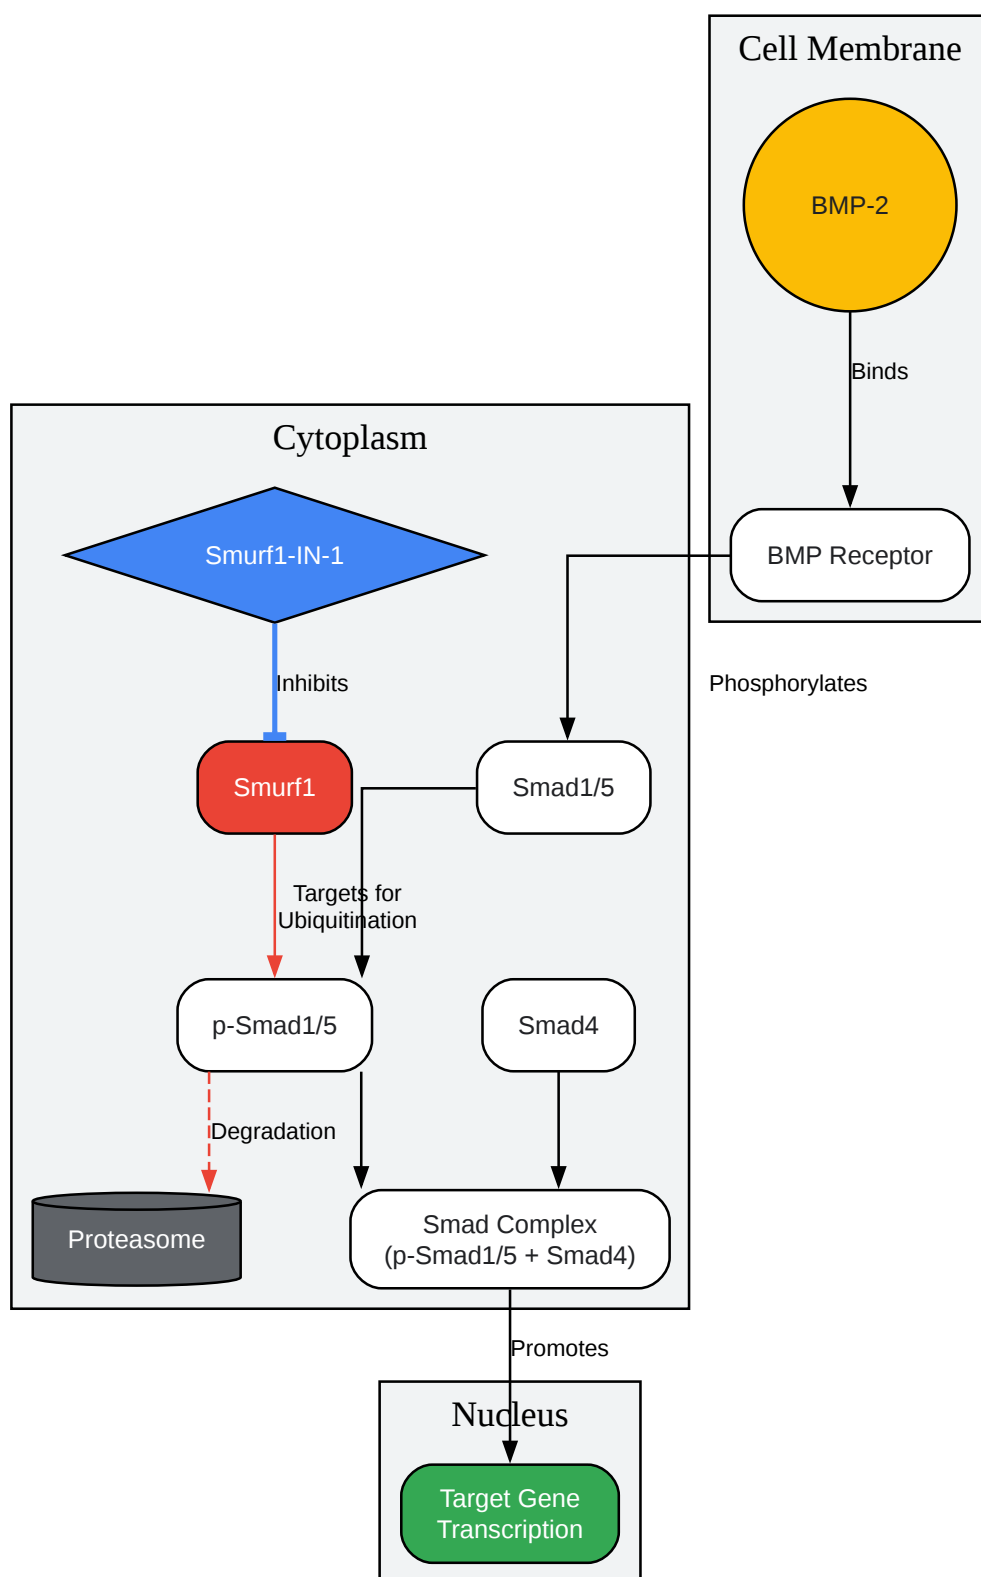 Cell Membrane
BMP-2
Binds
BMP Receptor
Cytoplasm
Smurf1-IN-1
Inhibits
Phosphorylates
Smurf1
Smad1/5
Targets for
Ubiquitination
p-Smad1/5
Smad4
Degradation
Proteasome
Smad Complex
(p-Smad1/5 + Smad4)
Promotes
Nucleus
Target Gene
Transcription